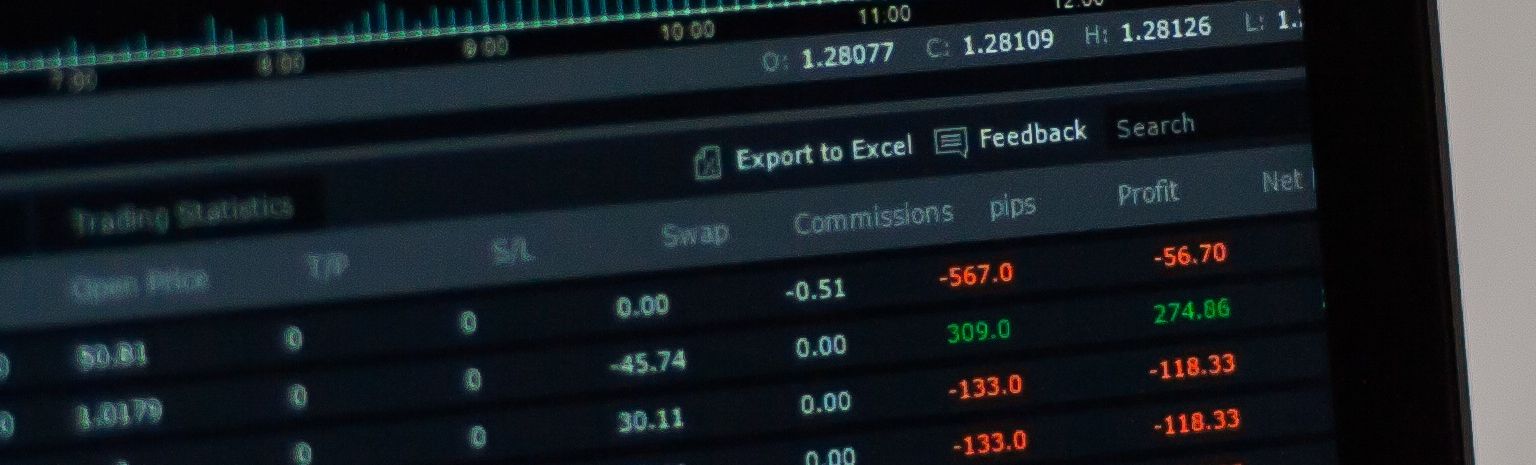 7:00 8:00 9:00 10:00 11:00 12:00
O: 1.28077 C: 1.28109 H: 1.28126 L: 1.
Export to Excel Feedback Search
Trading Statistics
Open Price T/P S/L Swap Commissions pips Profit Net
50.81 0 0 0.00 -0.51 -567.0 -56.70
1.0179 0 0 -45.74 0.00 309.0 274.86
0 0 30.11 0.00 -133.0 -118.33
0.00 -133.0 -118.33